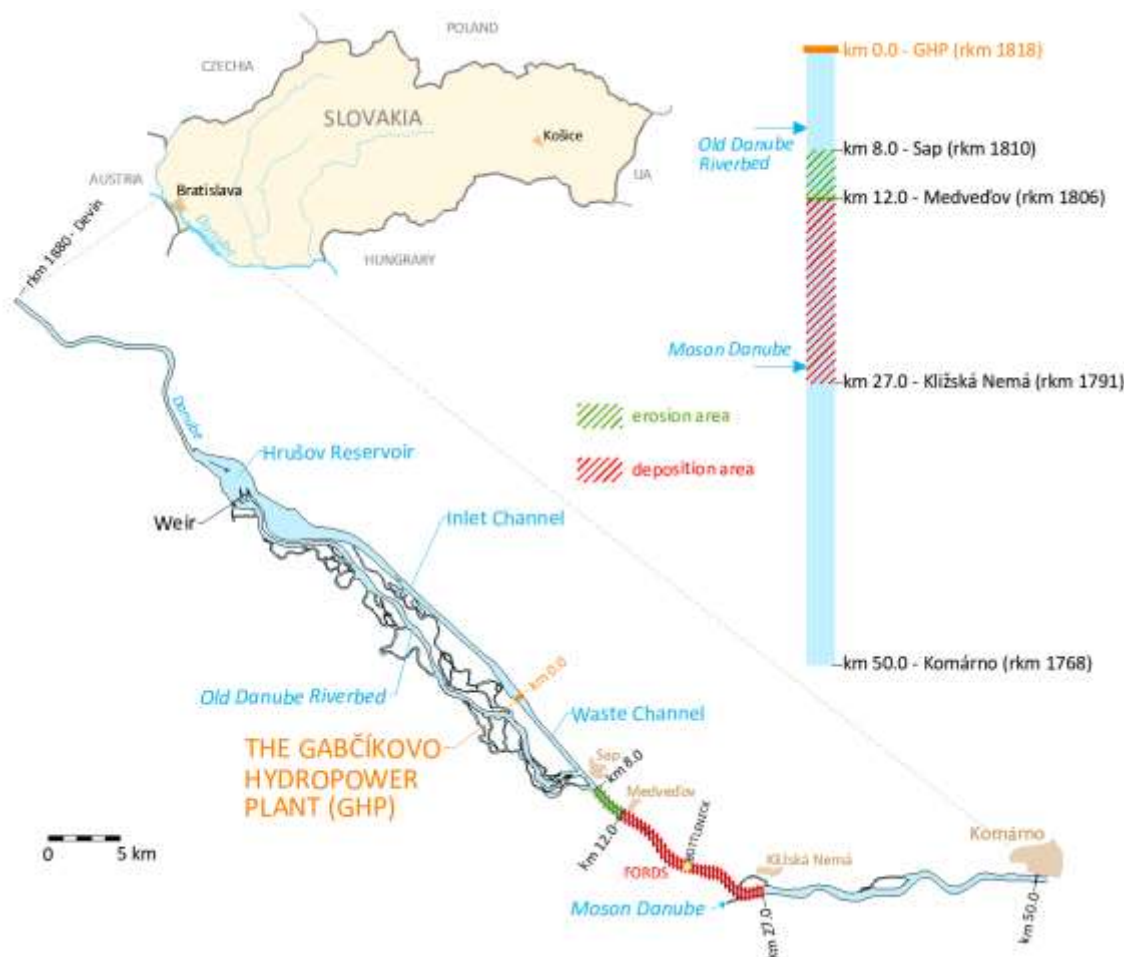 POLAND
CZECHIA
SLOVAKIA
Košice
AUSTRIA
Bratislava
UA
Danube
HUNGRARY
rkm 1880 - Devín
km 0.0 - GHP (rkm 1818)
Old Danube
Riverbed
km 8.0 - Sap (rkm 1810)
km 12.0 - Medveďov (rkm 1806)
Moson Danube
km 27.0 - Kližská Nemá (rkm 1791)
erosion area
deposition area
km 50.0 - Komárno (rkm 1768)
Danube
Hrušov Reservoir
Weir
Inlet Channel
Old Danube Riverbed
km 0.0
Waste Channel
THE GABČÍKOVO
HYDROPOWER
PLANT (GHP)
Sap
km 8.0
Medveďov
km 12.0
BOTTLENECK
FORDS
Kližská Nemá
Komárno
Moson Danube
km 27.0
km 50.0
0 5 km